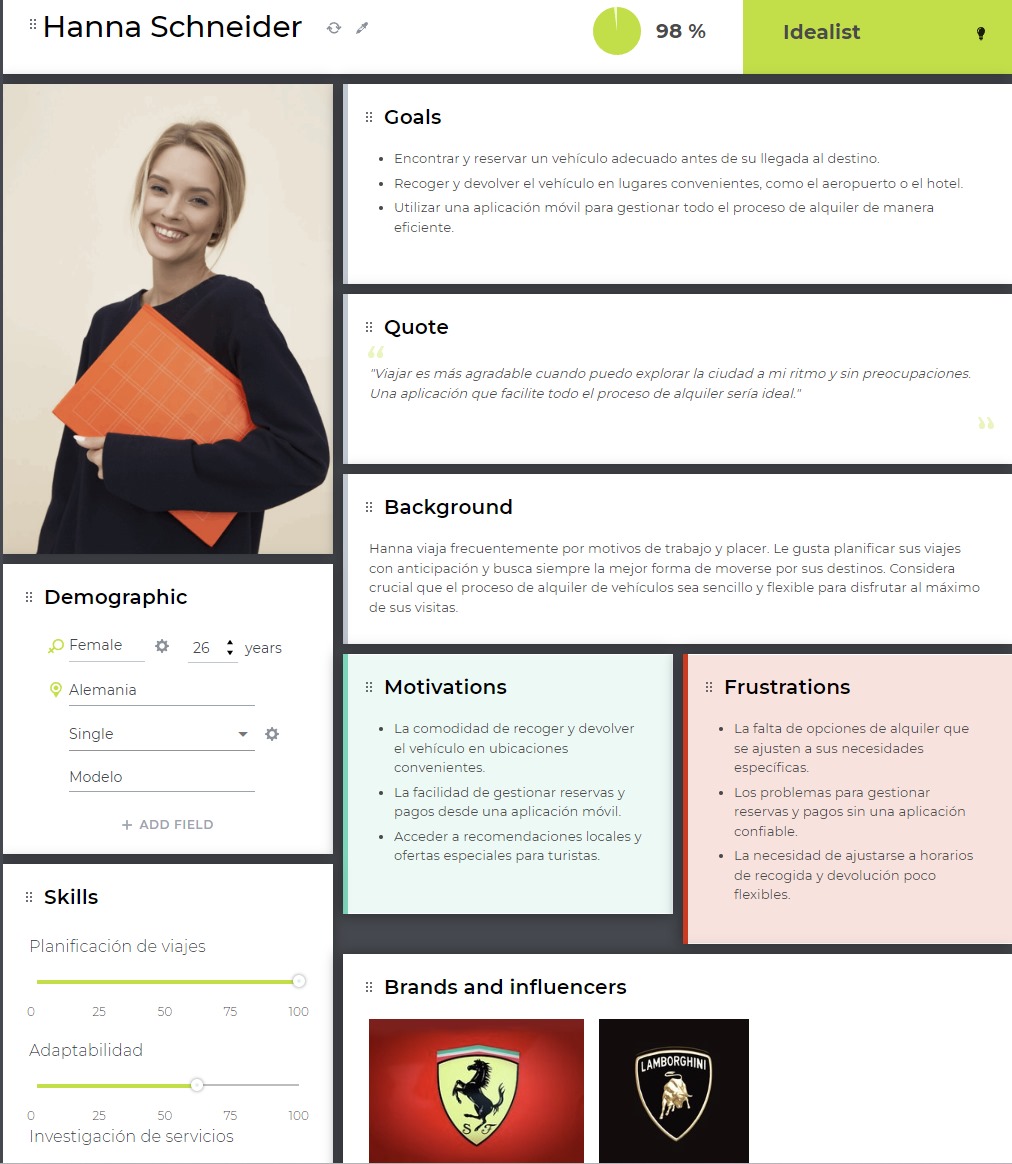 Hanna Schneider
98 %
Idealist
Goals
Encontrar y reservar un vehículo adecuado antes de su llegada al destino.
Recoger y devolver el vehículo en lugares convenientes, como el aeropuerto o el hotel.
Utilizar una aplicación móvil para gestionar todo el proceso de alquiler de manera
eficiente.
Quote
“
"Viajar es más agradable cuando puedo explorar la ciudad a mi ritmo y sin preocupaciones.
Una aplicación que facilite todo el proceso de alquiler sería ideal."
”
Background
Hanna viaja frecuentemente por motivos de trabajo y placer. Le gusta planificar sus viajes
con anticipación y busca siempre la mejor forma de moverse por sus destinos. Considera
crucial que el proceso de alquiler de vehículos sea sencillo y flexible para disfrutar al máximo
de sus visitas.
Demographic
Female 26 years
Alemania
Single
Modelo
+ ADD FIELD
Motivations
La comodidad de recoger y devolver
el vehículo en ubicaciones
convenientes.
La facilidad de gestionar reservas y
pagos desde una aplicación móvil.
Acceder a recomendaciones locales y
ofertas especiales para turistas.
Frustrations
La falta de opciones de alquiler que
se ajusten a sus necesidades
específicas.
Los problemas para gestionar
reservas y pagos sin una aplicación
confiable.
La necesidad de ajustarse a horarios
de recogida y devolución poco
flexibles.
Skills
Planificación de viajes
0 25 50 75 100
Adaptabilidad
0 25 50 75 100
Investigación de servicios
Brands and influencers
S F
LAMBORGHINI